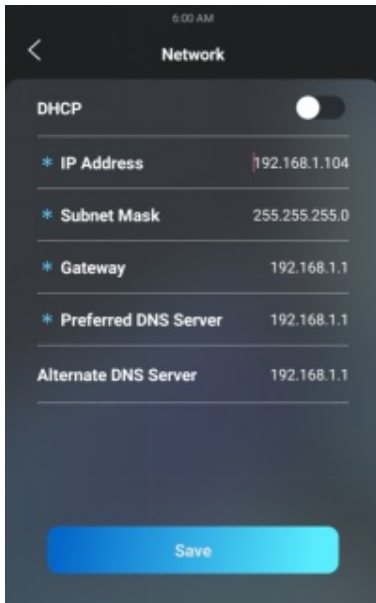 6:00 AM
Network
DHCP
* IP Address 192.168.1.104
* Subnet Mask 255.255.255.0
* Gateway 192.168.1.1
* Preferred DNS Server 192.168.1.1
Alternate DNS Server 192.168.1.1
Save